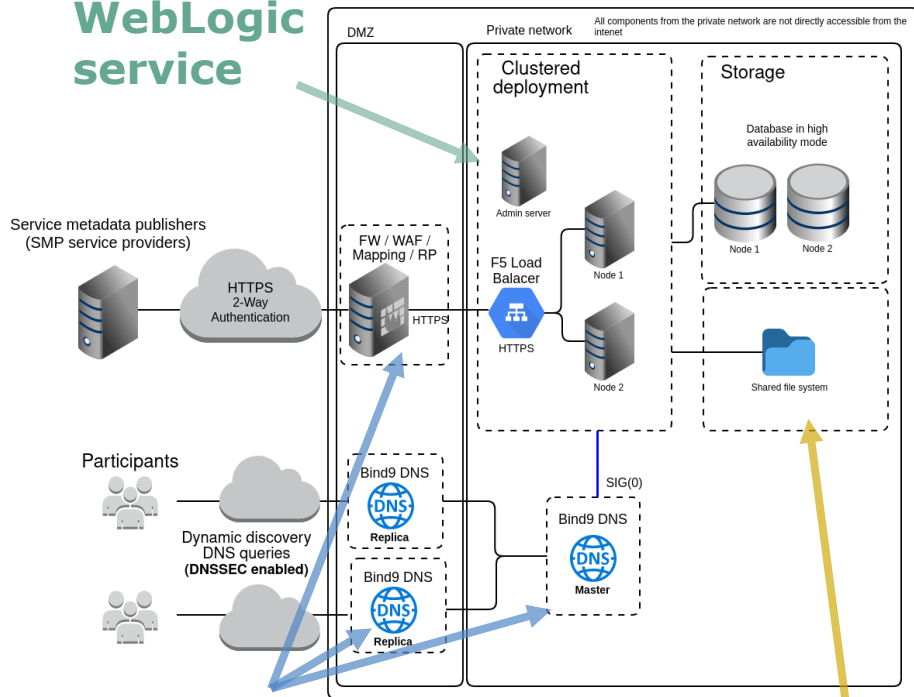 WebLogic
service
DMZ
Private network
All components from the private network are not directly accessible from the
intenet
Clustered
deployment
Storage
Database in high
availability mode
Admin server
Node 1
Node 2
Service metadata publishers
(SMP service providers)
HTTPS
2-Way
Authentication
FW / WAF /
Mapping / RP
HTTPS
F5 Load
Balacer
HTTPS
Node 1
Node 2
Shared file system
SIG(0)
Participants
Bind9 DNS
DNS
Replica
Dynamic discovery
DNS queries
(DNSSEC enabled)
Bind9 DNS
DNS
Replica
Bind9 DNS
DNS
Master